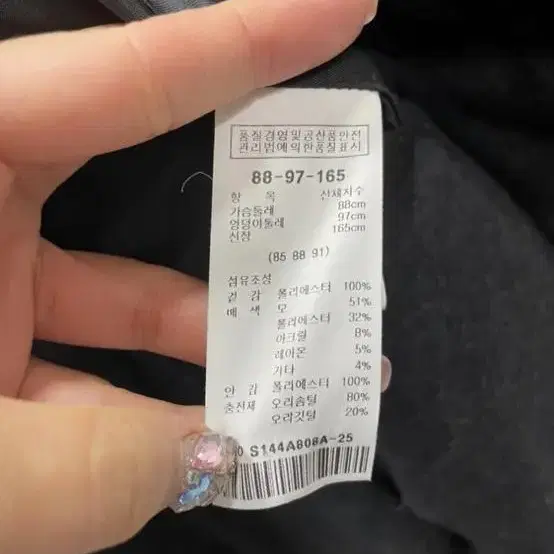 품질경영및공산품안전
관리법에의한품질표시
88-97-165
항 목 신체치수
가슴둘레 88cm
엉덩이둘레 97cm
신장 165cm
(85 88 91)
섬유조성
겉 감 폴리에스터 100%
배 색 모 51%
폴리에스터 32%
아크릴 8%
레이온 5%
기타 4%
안 감 폴리에스터 100%
충전재 오리솜털 80%
오리깃털 20%
0 S144A808A-25